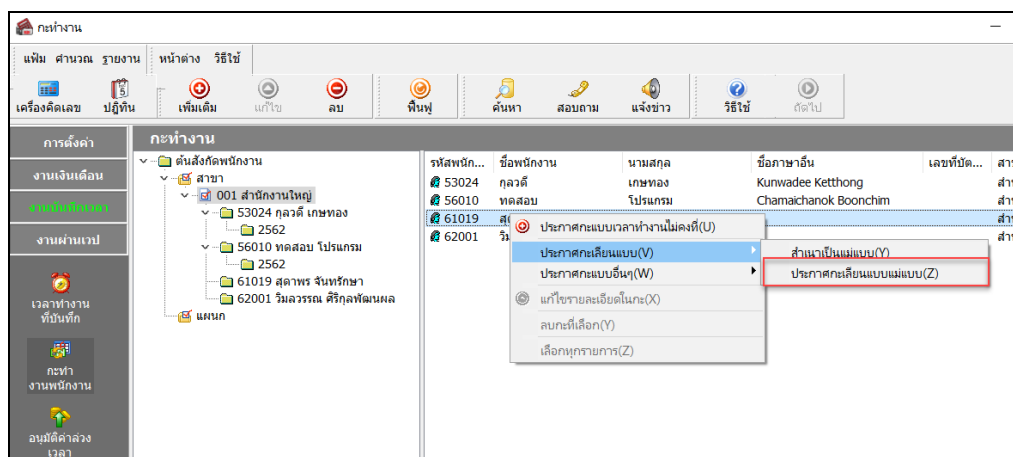 กะทำงาน
แฟ้ม คำนวณ รายงาน หน้าต่าง วิธีใช้
เครื่องคิดเลข ปฏิทิน เพิ่มเติม แก้ไข ลบ ฟื้นฟู ค้นหา สอบถาม แจ้งข่าว วิธีใช้ ถัดไป
การตั้งค่า
งานเงินเดือน
งานบันทึกเวลา
งานผ่านเวป
เวลาทำงาน
ที่บันทึก
กะทำ
งานพนักงาน
อนุมัติค่าล่วง
เวลา
กะทำงาน
ต้นสังกัดพนักงาน
สาขา
001 สำนักงานใหญ่
53024 กุลวดี เกษทอง
2562
56010 ทดสอบ โปรแกรม
2562
61019 สุดาพร จันทรักษา
62001 วิมลวรรณ ศิริกุลพัฒนผล
แผนก
รหัสพนัก... ชื่อพนักงาน นามสกุล ชื่อภาษาอื่น เลขที่บัต... สาข
53024 กุลวดี เกษทอง Kunwadee Ketthong สำน
56010 ทดสอบ โปรแกรม Chamaichanok Boonchim สำน
61019 สุ สำน
62001 วิ สำน
ประกาศกะแบบเวลาทำงานไม่คงที่(U)
ประกาศกะเลียนแบบ(V)
ประกาศกะแบบอื่นๆ(W)
แก้ไขรายละเอียดในกะ(X)
ลบกะที่เลือก(Y)
เลือกทุกรายการ(Z)
สำเนาเป็นแม่แบบ(Y)
ประกาศกะเลียนแบบแม่แบบ(Z)